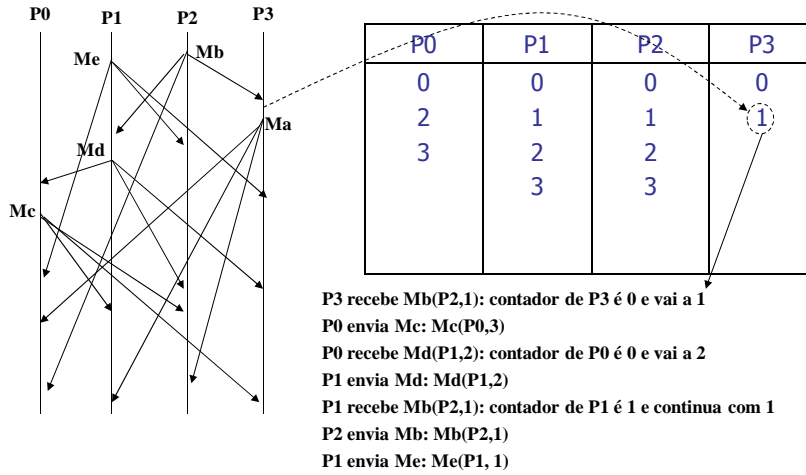 P0 P1 P2 P3
Me
Mb
Ma
Md
Mc
P0 P1 P2 P3
0 0 0 0
2 1 1 1
3 2 2
3 3
P3 recebe Mb(P2,1): contador de P3 é 0 e vai a 1
P0 envia Mc: Mc(P0,3)
P0 recebe Md(P1,2): contador de P0 é 0 e vai a 2
P1 envia Md: Md(P1,2)
P1 recebe Mb(P2,1): contador de P1 é 1 e continua com 1
P2 envia Mb: Mb(P2,1)
P1 envia Me: Me(P1, 1)